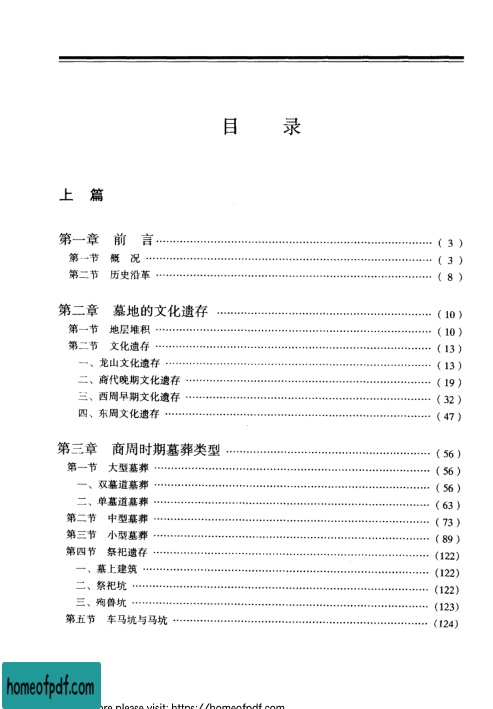 目 录
上 篇
第一章 前 言 ……………………………………………………… ( 3 )
第一节 概 况 ……………………………………………………… ( 3 )
第二节 历史沿革 ……………………………………………………… ( 8 )
第二章 墓地的文化遗存 ……………………………………………… (10)
第一节 地层堆积 ……………………………………………………… (10)
第二节 文化遗存 ……………………………………………………… (13)
一、龙山文化遗存 ……………………………………………………… (13)
二、商代晚期文化遗存 ………………………………………………… (19)
三、西周早期文化遗存 ………………………………………………… (32)
四、东周文化遗存 ……………………………………………………… (47)
第三章 商周时期墓葬类型 …………………………………………… (56)
第一节 大型墓葬 ……………………………………………………… (56)
一、双墓道墓葬 ……………………………………………………… (56)
二、单墓道墓葬 ……………………………………………………… (63)
第二节 中型墓葬 ……………………………………………………… (73)
第三节 小型墓葬 ……………………………………………………… (89)
第四节 祭祀遗存 ……………………………………………………… (122)
一、墓上建筑 ……………………………………………………… (122)
二、祭祀坑 ……………………………………………………… (122)
三、殉兽坑 ……………………………………………………… (123)
第五节 车马坑与马坑 ………………………………………………… (124)
homeofpdf.com
re please visit: https://homeofpdf.com